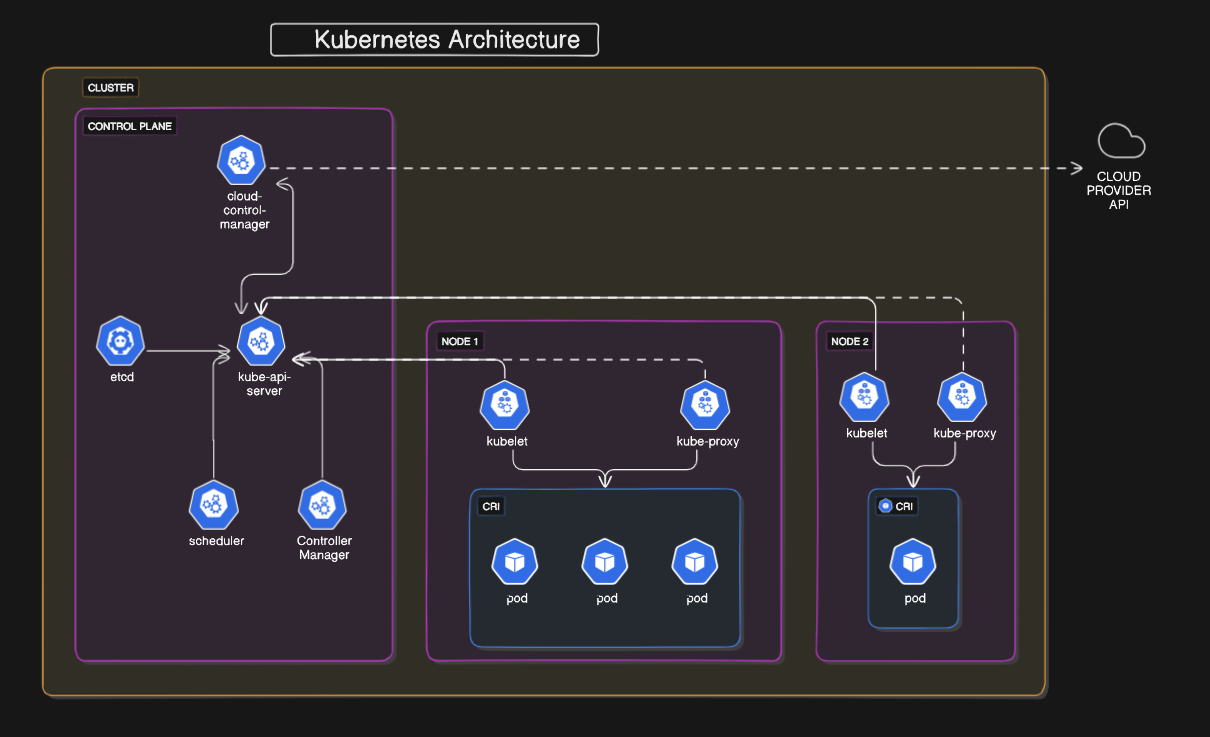 Kubernetes Architecture
CLUSTER
CONTROL PLANE
cloud-
control-
manager
CLOUD
PROVIDER
API
etcd
kube-api-
server
scheduler
Controller
Manager
NODE 1
kubelet
kube-proxy
CRI
pod
pod
pod
NODE 2
kubelet
kube-proxy
CRI
pod